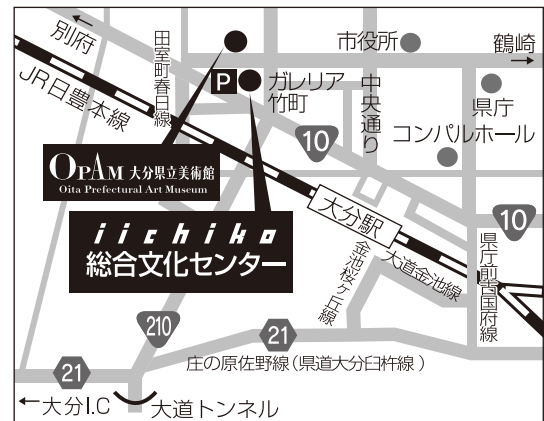 別府
田室町春日線
市役所
鶴崎
JR日豊本線
P
ガレリア
竹町
中央通り
県庁
コンパルホール
10
OPAM 大分県立美術館
Oita Prefectural Art Museum
大分駅
10
iichiko
総合文化センター
金池桜ヶ丘線
大道金池線
県庁前古国府線
210
21
庄の原佐野線(県道大分臼杵線)
21
←大分I.C
大道トンネル